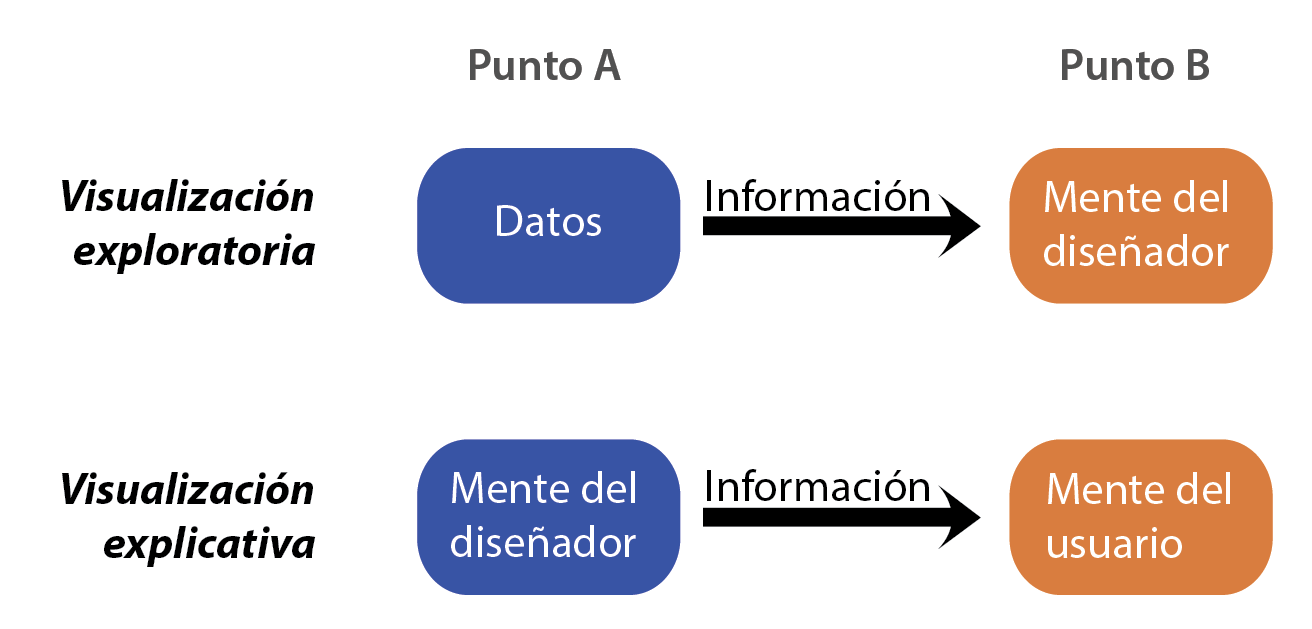 Punto A
Punto B
Visualización
exploratoria
Datos
Información
Mente del
diseñador
Visualización
explicativa
Mente del
diseñador
Información
Mente del
usuario